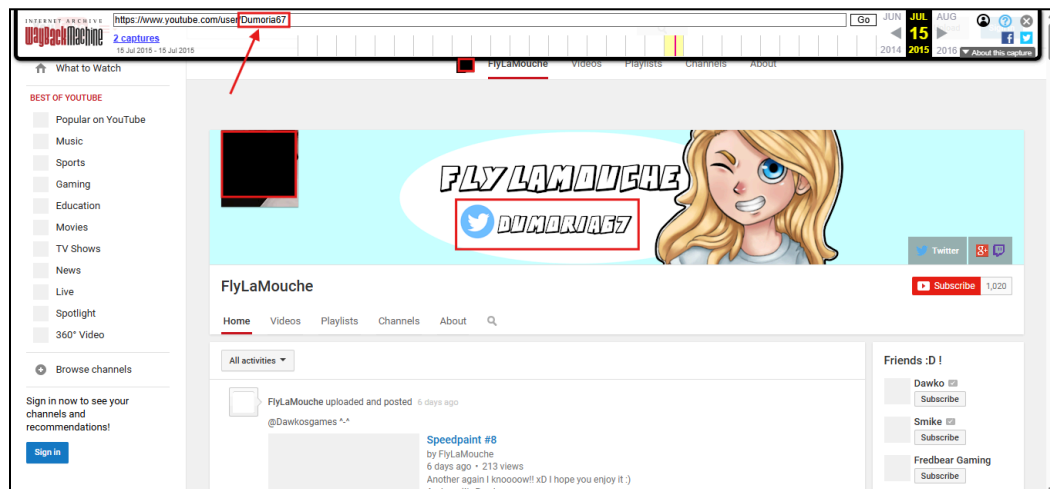 INTERNET ARCHIVE
WayBackMachine
https://www.youtube.com/user/Dumoria67
Go
JUN JUL AUG
2 captures
15
15 Jul 2015 - 15 Jul 2015
2014 2015 2016
About this capture
What to Watch
FlyLaMouche Videos Playlists Channels About
BEST OF YOUTUBE
Popular on YouTube
Music
Sports
Gaming
Education
Movies
TV Shows
News
Live
Spotlight
360° Video
Browse channels
Sign in now to see your
channels and
recommendations!
Sign in
FLY LAMOUCHE
DUMORIA67
Twitter
FlyLaMouche
Subscribe 1,020
Home Videos Playlists Channels About
All activities
FlyLaMouche uploaded and posted 6 days ago
@Dawkosgames ^-^
Speedpaint #8
by FlyLaMouche
6 days ago • 213 views
Another again I knoooow!! xD I hope you enjoy it :)
Friends :D !
Dawko
Subscribe
Smike
Subscribe
Fredbear Gaming
Subscribe